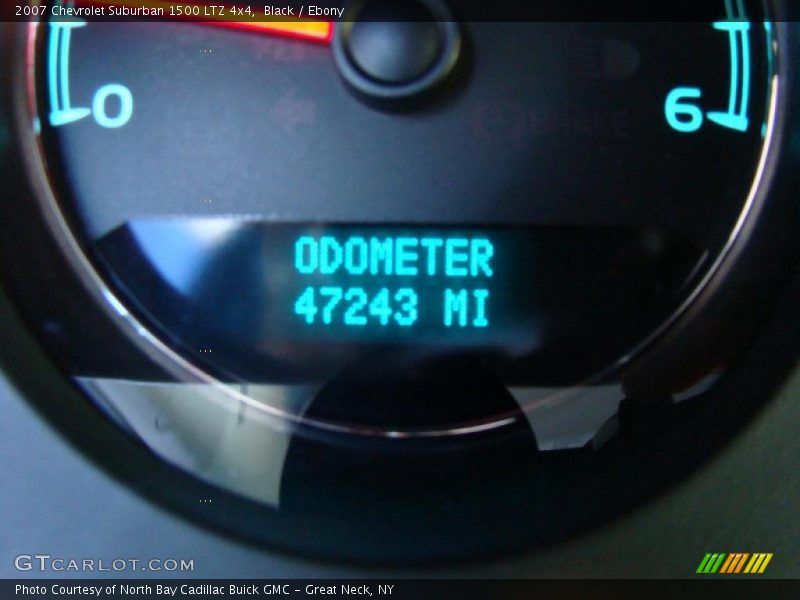 2007 Chevrolet Suburban 1500 LTZ 4x4, Black / Ebony
0
6
ODOMETER
47243 MI
GTCARLOT.COM
Photo Courtesy of North Bay Cadillac Buick GMC - Great Neck, NY